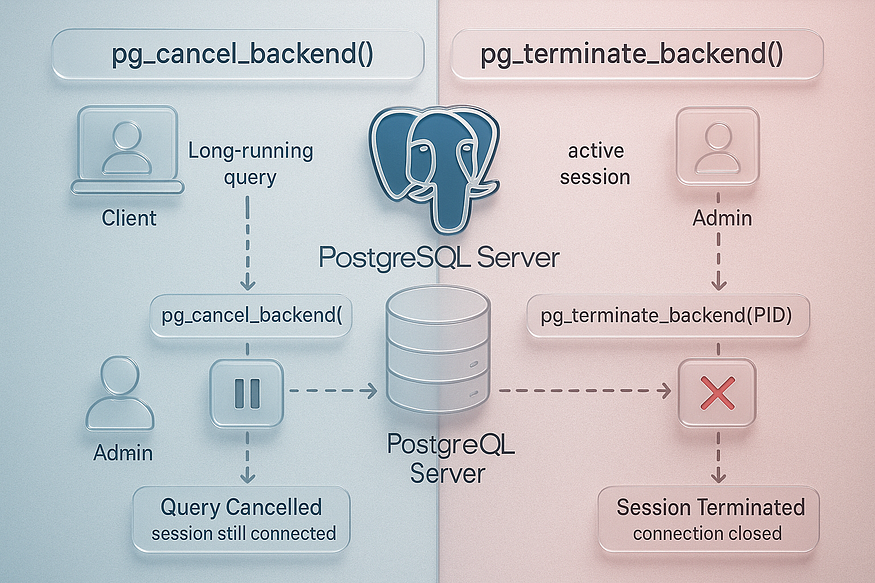 pg_cancel_backend()
pg_terminate_backend()
Long-running
query
Client
active
session
Admin
PostgreSQL Server
pg_cancel_backend(
pg_terminate_backend(PID)
Admin
PostgreQL
Server
Query Cancelled
session still connected
Session Terminated
connection closed